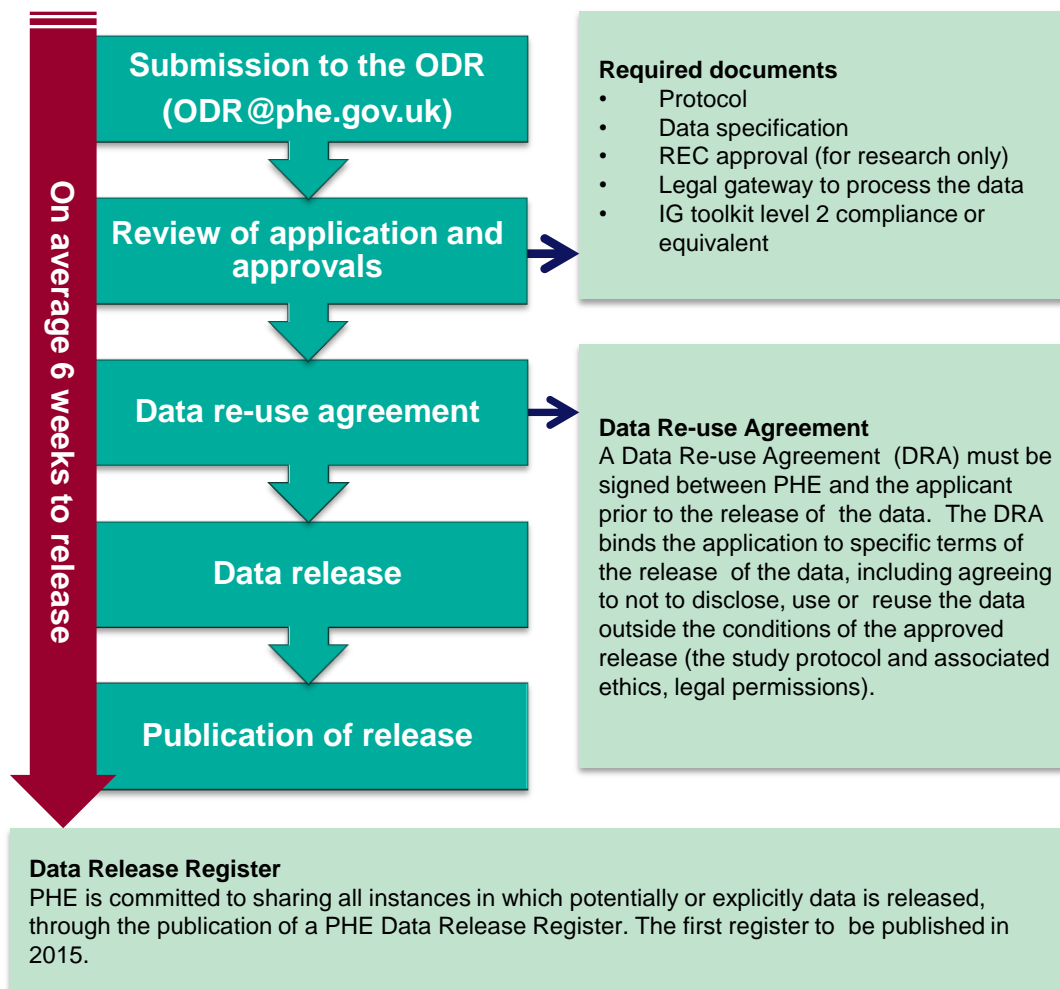 Submission to the ODR
(ODR@phe.gov.uk)
Review of application and
approvals
Data re-use agreement
Data release
Publication of release
On average 6 weeks to release
Required documents
• Protocol
• Data specification
• REC approval (for research only)
• Legal gateway to process the data
• IG toolkit level 2 compliance or
equivalent
Data Re-use Agreement
A Data Re-use Agreement (DRA) must be
signed between PHE and the applicant
prior to the release of the data. The DRA
binds the application to specific terms of
the release of the data, including agreeing
to not to disclose, use or reuse the data
outside the conditions of the approved
release (the study protocol and associated
ethics, legal permissions).
Data Release Register
PHE is committed to sharing all instances in which potentially or explicitly data is released,
through the publication of a PHE Data Release Register. The first register to be published in
2015.